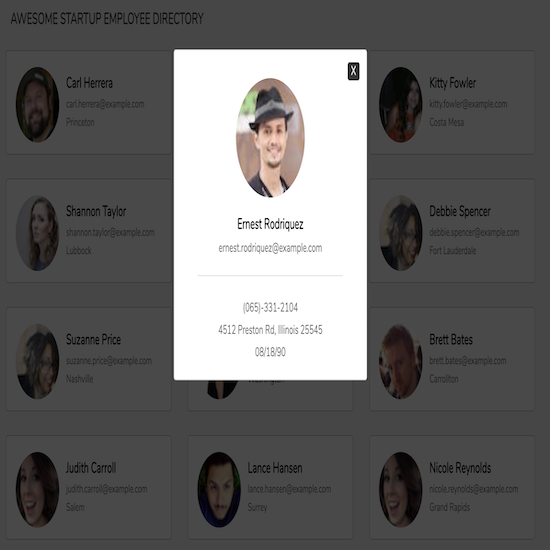 AWESOME STARTUP EMPLOYEE DIRECTORY
Carl Herrera
carl.herrera@example.com
Princeton
X
Ernest Rodriquez
ernest.rodriquez@example.com
(065)-331-2104
4512 Preston Rd, Illinois 25545
08/18/90
Kitty Fowler
kitty.fowler@example.com
Costa Mesa
Shannon Taylor
shannon.taylor@example.com
Lubbock
Debbie Spencer
debbie.spencer@example.com
Fort Lauderdale
Suzanne Price
suzanne.price@example.com
Nashville
Washington
Brett Bates
brett.bates@example.com
Carrollton
Judith Carroll
judith.carroll@example.com
Salem
Lance Hansen
lance.hansen@example.com
Surrey
Nicole Reynolds
nicole.reynolds@example.com
Grand Rapids